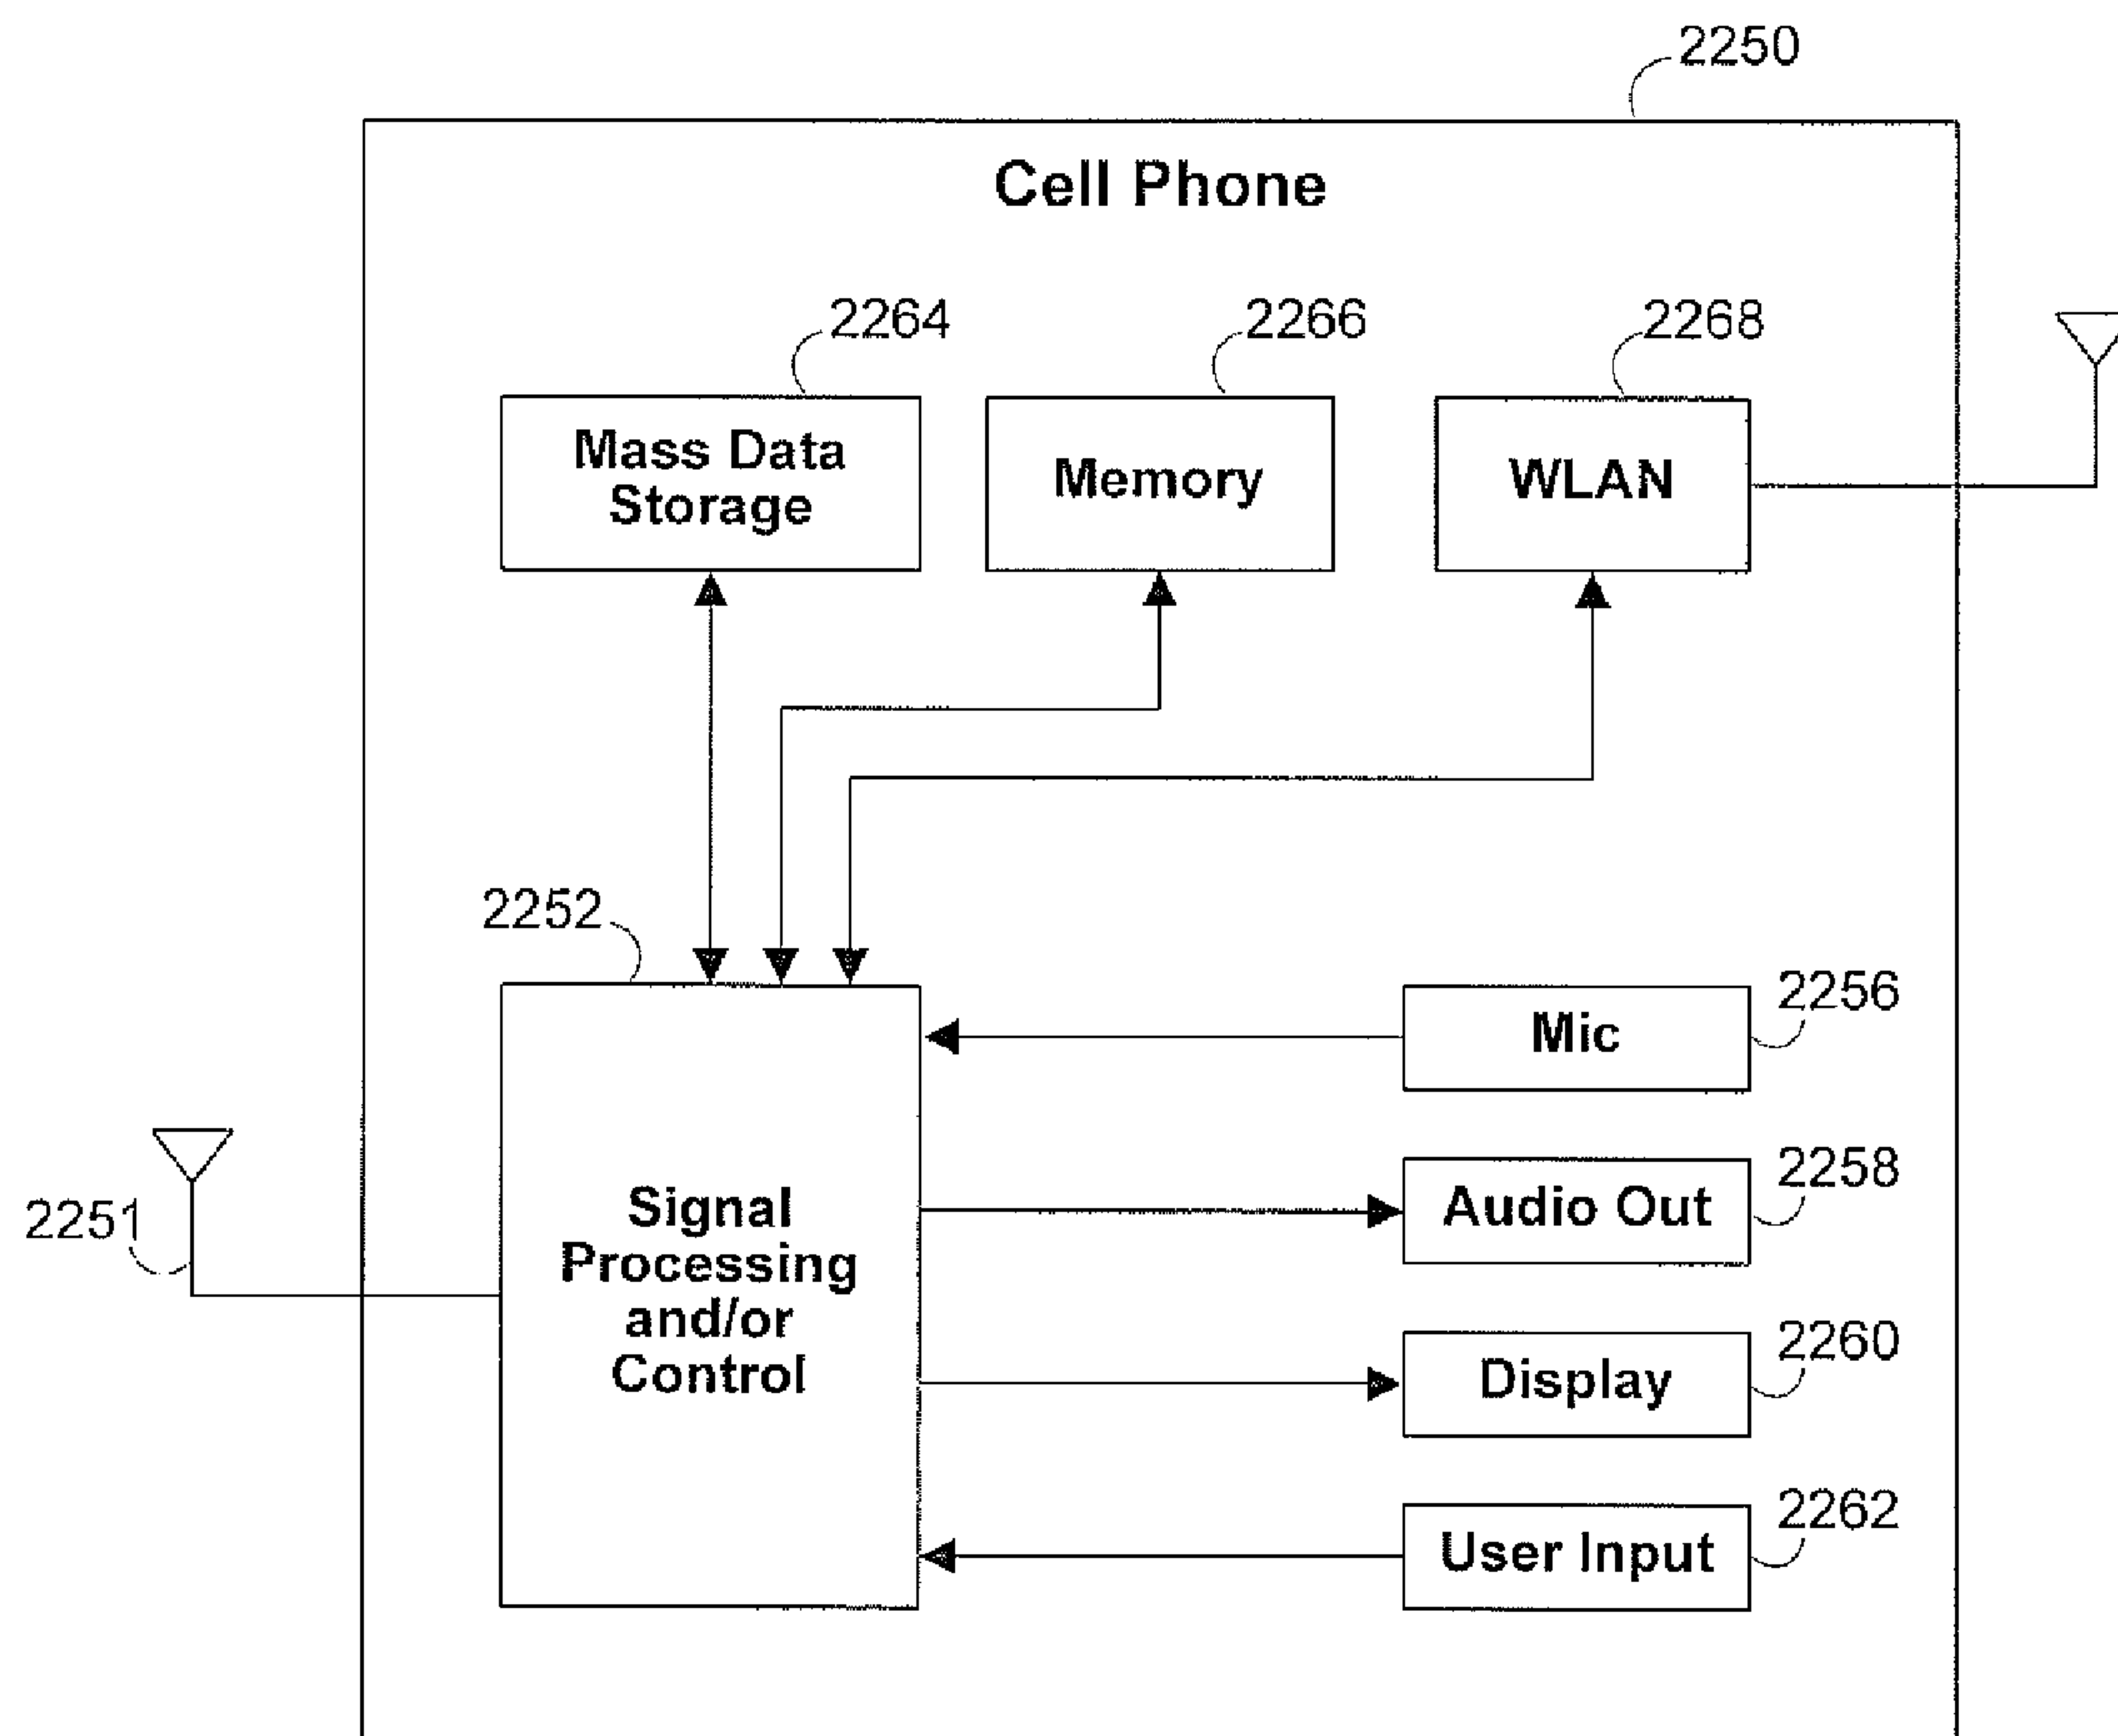 2250
Cell Phone
2264
2266
2268
Mass Data
Storage
Memory
WLAN
2252
2256
Mic
2258
Audio Out
2251
Signal
Processing
and/or
Control
2260
Display
2262
User Input